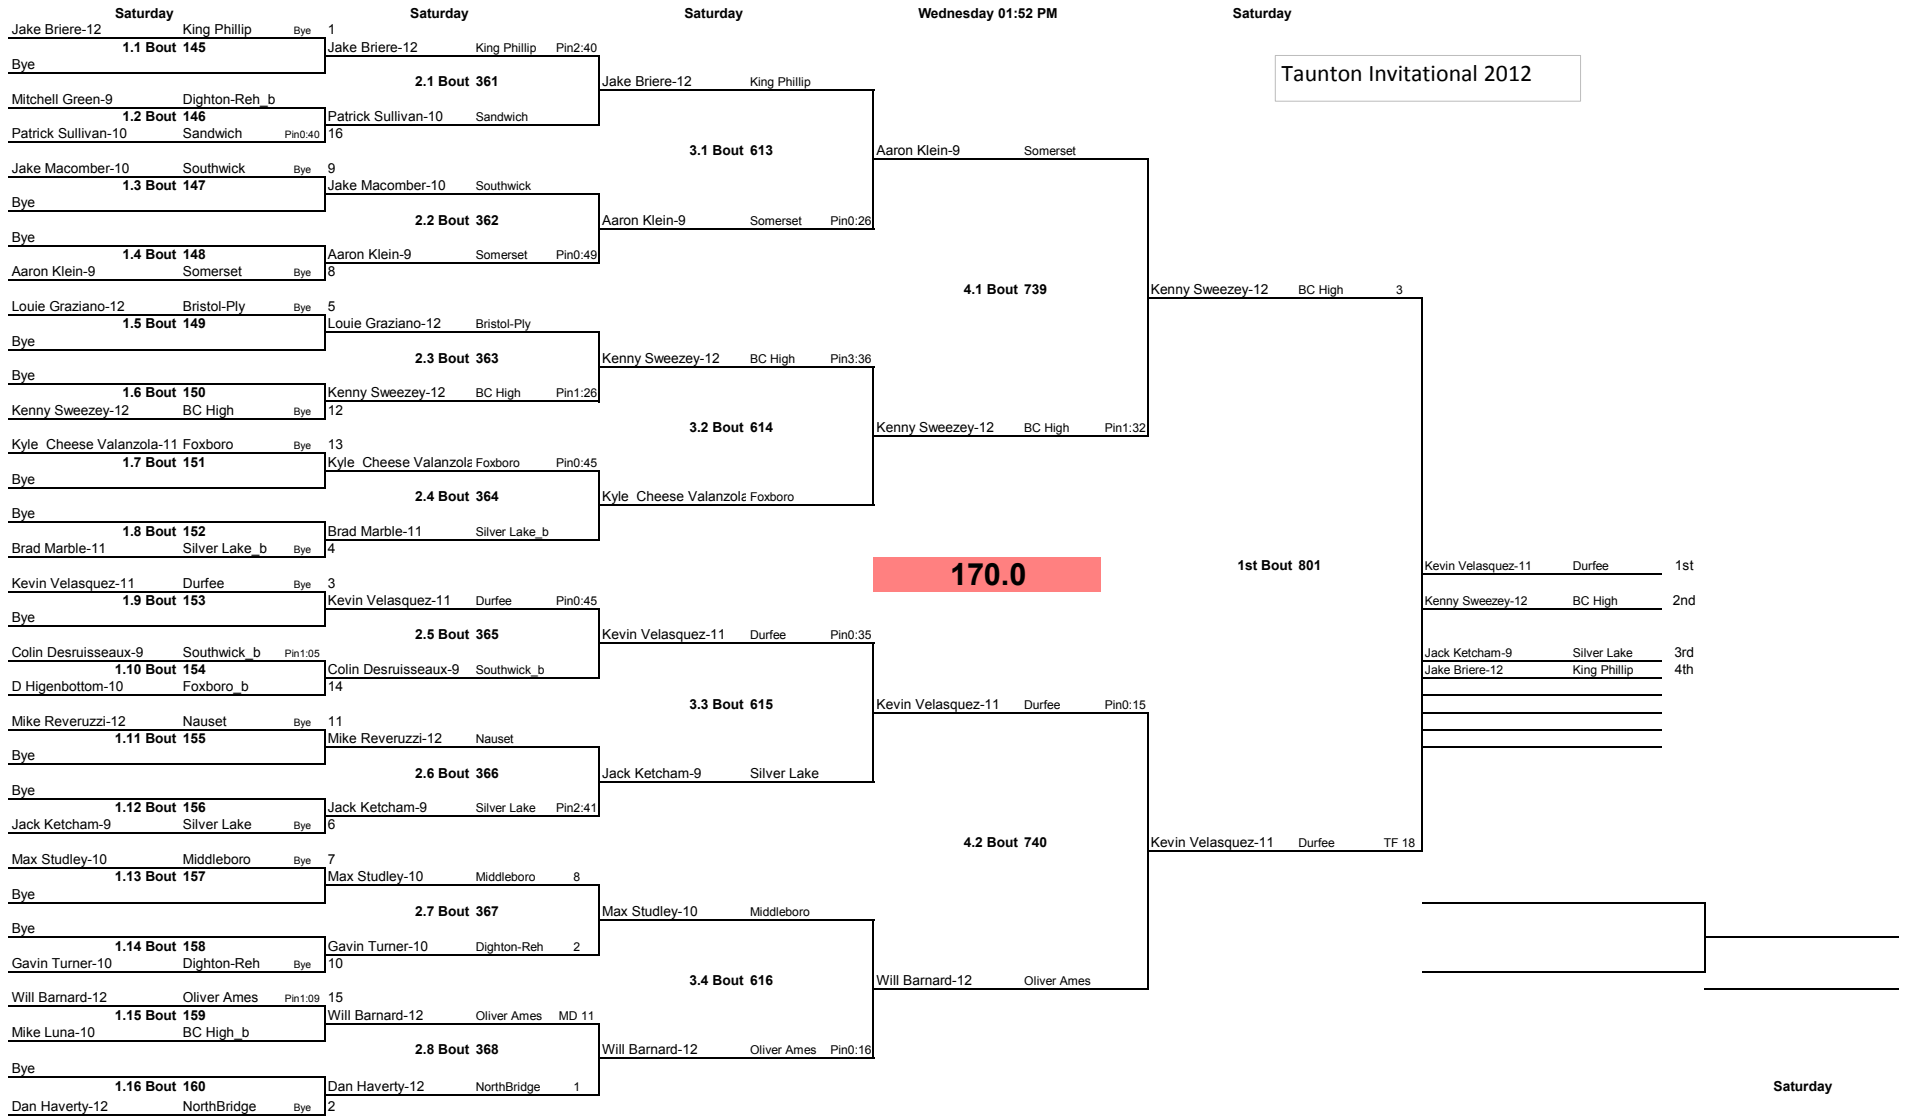 Saturday Saturday Saturday Wednesday 01:52 PM Saturday
Taunton Invitational 2012
Jake Briere-12 King Phillip Bye 1
1.1 Bout 145
Bye
Mitchell Green-9 Dighton-Reh_b
1.2 Bout 146
Patrick Sullivan-10 Sandwich Pin0:40 16
Jake Macomber-10 Southwick Bye 9
1.3 Bout 147
Bye
Bye
1.4 Bout 148
Aaron Klein-9 Somerset Bye 8
Louie Graziano-12 Bristol-Ply Bye 5
1.5 Bout 149
Bye
Bye
1.6 Bout 150
Kenny Sweezey-12 BC High Bye 12
Kyle Cheese Valanzola-11 Foxboro Bye 13
1.7 Bout 151
Bye
Bye
1.8 Bout 152
Brad Marble-11 Silver Lake_b Bye 4
Kevin Velasquez-11 Durfee Bye 3
1.9 Bout 153
Bye
Colin Desruisseaux-9 Southwick_b Pin1:05
1.10 Bout 154
D Higenbottom-10 Foxboro_b 14
Mike Reveruzzi-12 Nauset Bye 11
1.11 Bout 155
Bye
Bye
1.12 Bout 156
Jack Ketcham-9 Silver Lake Bye 6
Max Studley-10 Middleboro Bye 7
1.13 Bout 157
Bye
Bye
1.14 Bout 158
Gavin Turner-10 Dighton-Reh Bye 10
Will Barnard-12 Oliver Ames Pin1:09 15
1.15 Bout 159
Mike Luna-10 BC High_b
Bye
1.16 Bout 160
Dan Haverty-12 NorthBridge Bye 2
Jake Briere-12 King Phillip Pin2:40
2.1 Bout 361
Patrick Sullivan-10 Sandwich
Jake Macomber-10 Southwick
2.2 Bout 362
Aaron Klein-9 Somerset Pin0:49
Louie Graziano-12 Bristol-Ply
2.3 Bout 363
Kenny Sweezey-12 BC High Pin1:26
Kyle Cheese Valanzola Foxboro Pin0:45
2.4 Bout 364
Brad Marble-11 Silver Lake_b
Kevin Velasquez-11 Durfee Pin0:45
2.5 Bout 365
Colin Desruisseaux-9 Southwick_b
Mike Reveruzzi-12 Nauset
2.6 Bout 366
Jack Ketcham-9 Silver Lake Pin2:41
Max Studley-10 Middleboro 8
2.7 Bout 367
Gavin Turner-10 Dighton-Reh 2
Will Barnard-12 Oliver Ames MD 11
2.8 Bout 368
Dan Haverty-12 NorthBridge 1
Jake Briere-12 King Phillip
3.1 Bout 613
Aaron Klein-9 Somerset Pin0:26
Kenny Sweezey-12 BC High Pin3:36
3.2 Bout 614
Kyle Cheese Valanzola Foxboro
Kevin Velasquez-11 Durfee Pin0:35
3.3 Bout 615
Jack Ketcham-9 Silver Lake
Max Studley-10 Middleboro
3.4 Bout 616
Will Barnard-12 Oliver Ames Pin0:16
Aaron Klein-9 Somerset
4.1 Bout 739
Kenny Sweezey-12 BC High Pin1:32
170.0
Kevin Velasquez-11 Durfee Pin0:15
4.2 Bout 740
Will Barnard-12 Oliver Ames
Kenny Sweezey-12 BC High 3
1st Bout 801
Kevin Velasquez-11 Durfee TF 18
Kevin Velasquez-11 Durfee 1st
Kenny Sweezey-12 BC High 2nd
Jack Ketcham-9 Silver Lake 3rd
Jake Briere-12 King Phillip 4th
Saturday